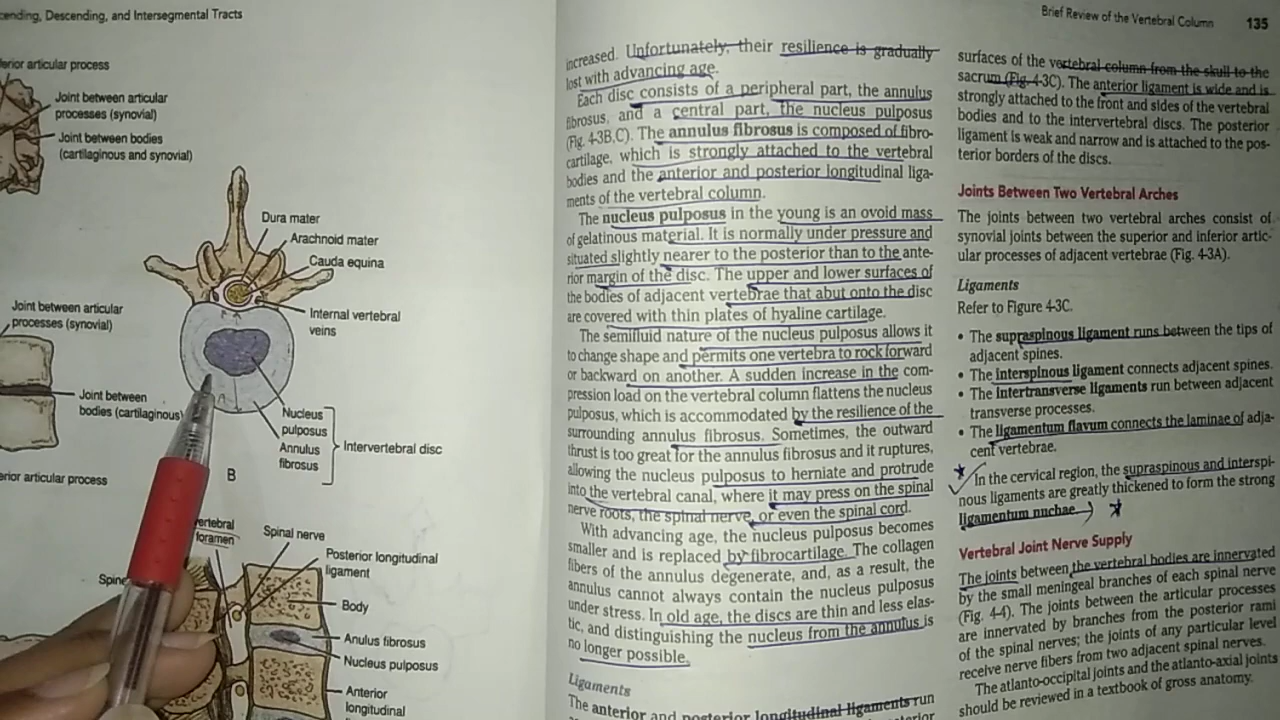 cending, Descending, and Intersegmental Tracts
erior articular process
Joint between articular
processes (synovial)
Joint between bodies
(cartilaginous and synovial)
Dura mater
Arachnoid mater
Cauda equina
Internal vertebral
veins
Joint between articular
processes (synovial)
Joint between
bodies (cartilaginous)
Nucleus
pulposus
Annulus
fibrosus
Intervertebral disc
erior articular process
B
vertebral
foramen
Spinal nerve
Posterior longitudinal
ligament
Spine
Body
Anulus fibrosus
Nucleus pulposus
Anterior
longitudinal
Brief Review of the Vertebral Column 135
increased. Unfortunately, their resilience is gradually
lost with advancing age.
Each disc consists of a peripheral part, the annulus
fibrosus, and a central part, the nucleus pulposus
(Fig. 4-3B,C). The annulus fibrosus is composed of fibro-
cartilage, which is strongly attached to the vertebral
bodies and the anterior and posterior longitudinal liga-
ments of the vertebral column.
The nucleus pulposus in the young is an ovoid mass
of gelatinous material. It is normally under pressure and
situated slightly nearer to the posterior than to the ante-
rior margin of the disc. The upper and lower surfaces of
the bodies of adjacent vertebrae that abut onto the disc
are covered with thin plates of hyaline cartilage.
The semifluid nature of the nucleus pulposus allows it
to change shape and permits one vertebra to rock forward
or backward on another. A sudden increase in the com-
pression load on the vertebral column flattens the nucleus
pulposus, which is accommodated by the resilience of the
surrounding annulus fibrosus. Sometimes, the outward
thrust is too great for the annulus fibrosus and it ruptures,
allowing the nucleus pulposus to herniate and protrude
into the vertebral canal, where it may press on the spinal
nerve roots, the spinal nerve, or even the spinal cord.
With advancing age, the nucleus pulposus becomes
smaller and is replaced by fibrocartilage. The collagen
fibers of the annulus degenerate, and, as a result, the
annulus cannot always contain the nucleus pulposus
under stress. In old age, the discs are thin and less elas-
tic, and distinguishing the nucleus from the annulus is
no longer possible.
Ligaments
The anterior and posterior longitudinal ligaments run
surfaces of the vertebral column from the skull to the
sacrum (Fig. 4-3C). The anterior ligament is wide and is
strongly attached to the front and sides of the vertebral
bodies and to the intervertebral discs. The posterior
ligament is weak and narrow and is attached to the pos-
terior borders of the discs.
Joints Between Two Vertebral Arches
The joints between two vertebral arches consist of
synovial joints between the superior and inferior artic-
ular processes of adjacent vertebrae (Fig. 4-3A).
Ligaments
Refer to Figure 4-3C.
• The supraspinous ligament runs between the tips of
adjacent spines.
• The interspinous ligament connects adjacent spines.
• The intertransverse ligaments run between adjacent
transverse processes.
• The ligamentum flavum connects the laminae of adja-
cent vertebrae.
In the cervical region, the supraspinous and interspi-
nous ligaments are greatly thickened to form the strong
ligamentum nuchae.
Vertebral Joint Nerve Supply
The joints between the vertebral bodies are innervated
by the small meningeal branches of each spinal nerve
(Fig. 4-4). The joints between the articular processes
are innervated by branches from the posterior rami
of the spinal nerves; the joints of any particular level
receive nerve fibers from two adjacent spinal nerves.
The atlanto-occipital joints and the atlanto-axial joints
should be reviewed in a textbook of gross anatomy.